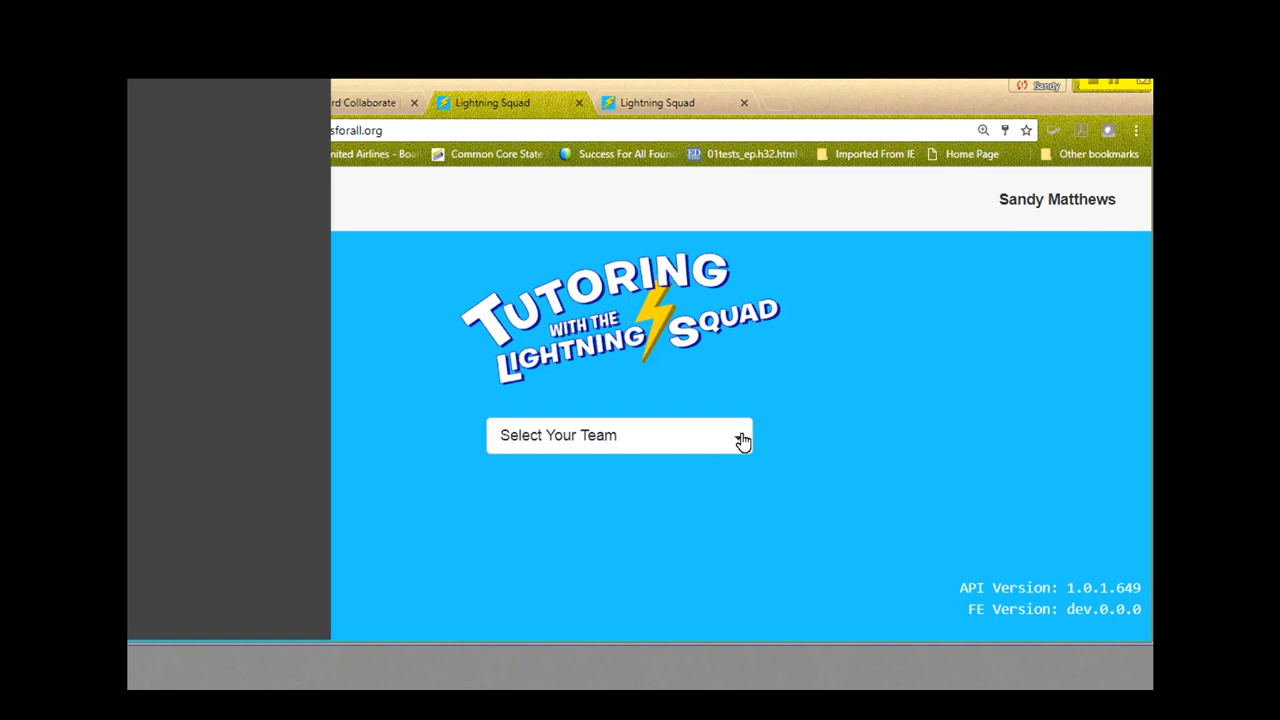 Sandy
rd Collaborate
Lightning Squad
Lightning Squad
sforall.org
nited Airlines - Boa
Common Core State
Success For All Foun
01tests_ep.h32.html
Imported From IE
Home Page
Other bookmarks
Sandy Matthews
TUTORING
WITH THE
LIGHTNING SQUAD
Select Your Team
API Version: 1.0.1.649
FE Version: dev.0.0.0